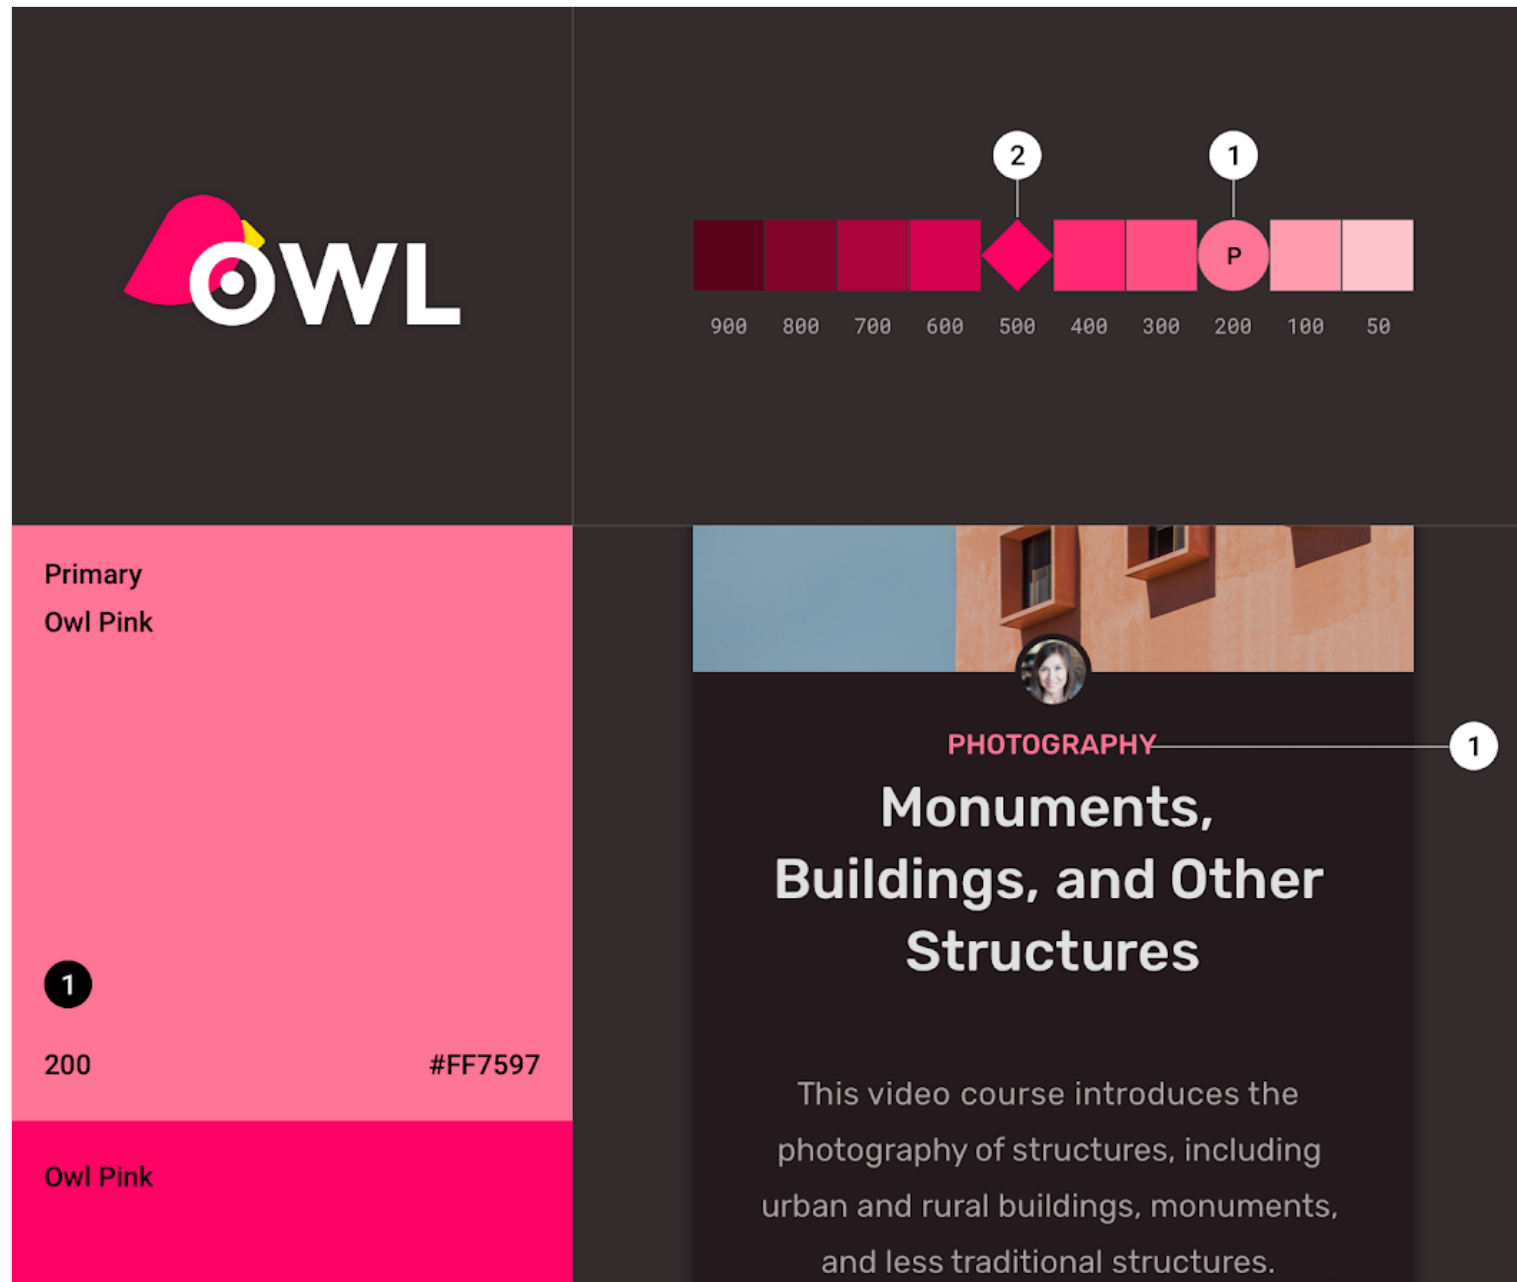 OWL
2
1
P
900 800 700 600 500 400 300 200 100 50
Primary
Owl Pink
1
200
#FF7597
Owl Pink
PHOTOGRAPHY
1
Monuments,
Buildings, and Other
Structures
This video course introduces the
photography of structures, including
urban and rural buildings, monuments,
and less traditional structures.